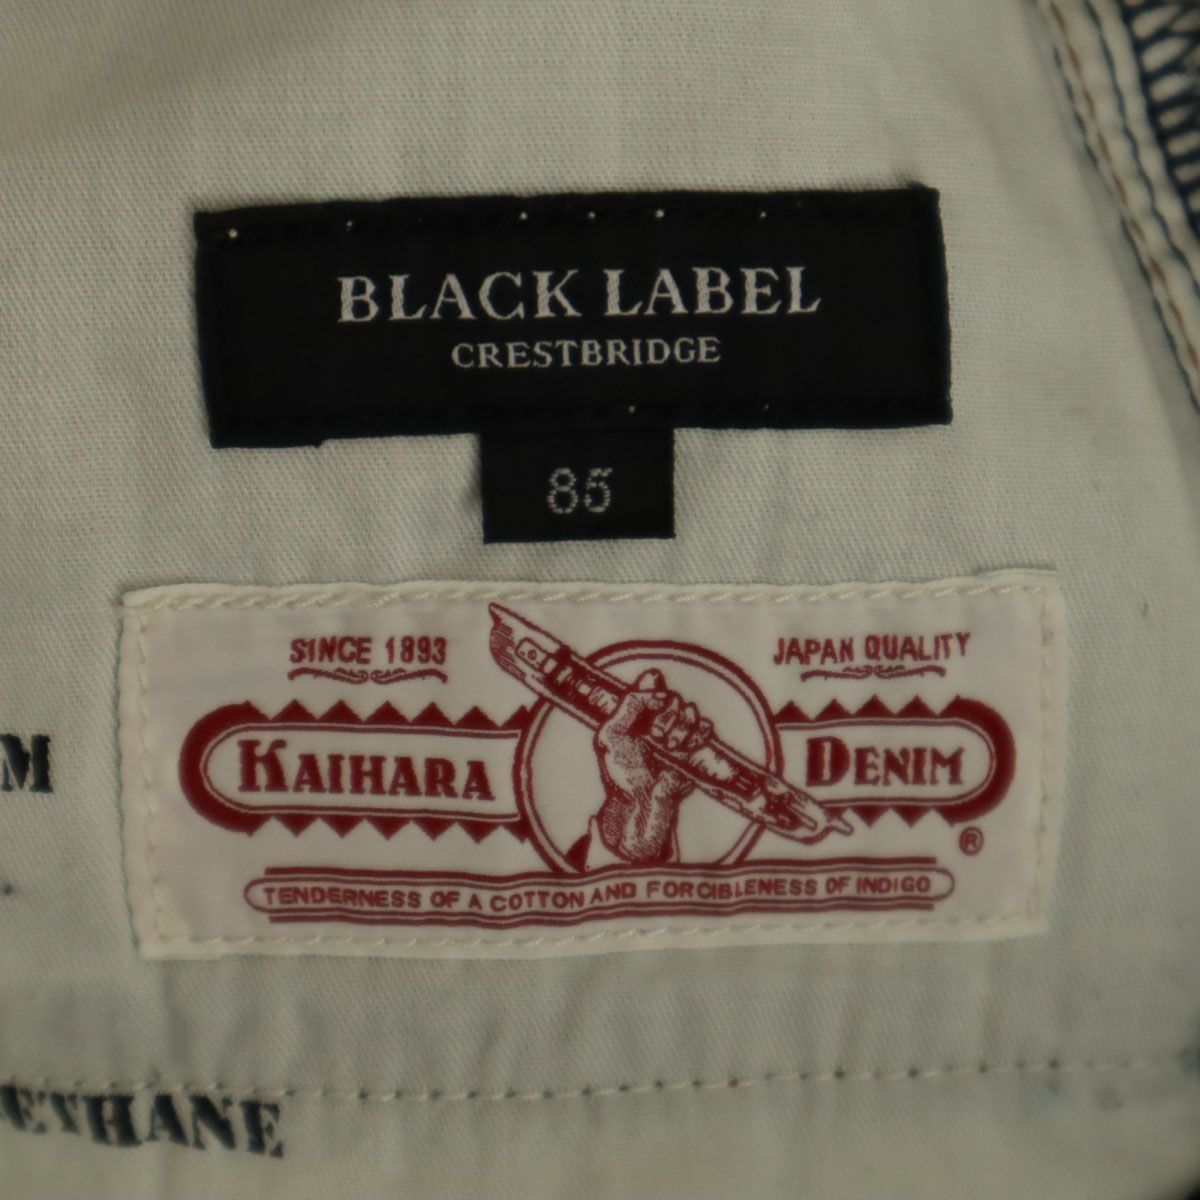 BLACK LABEL
CRESTBRIDGE
85
SINCE 1893
JAPAN QUALITY
KAIHARA DENIM
®
TENDERNESS OF A COTTON AND FORCIBLENESS OF INDIGO
M
ETHANE